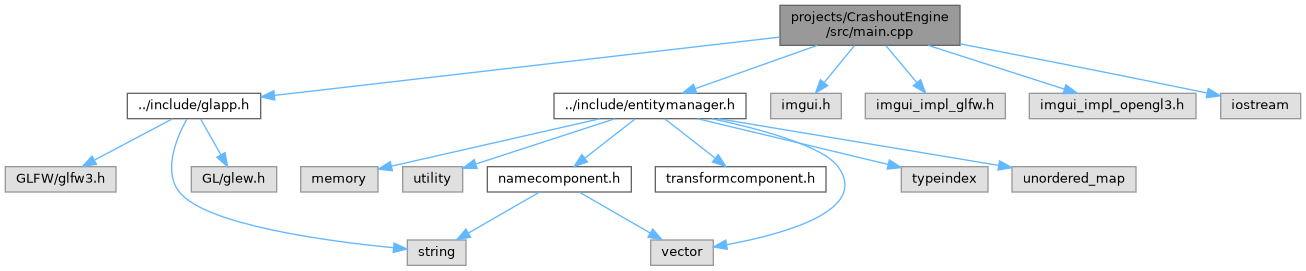 projects/CrashoutEngine
/src/main.cpp
../include/glapp.h
../include/entitymanager.h
imgui.h
imgui_impl_glfw.h
imgui_impl_opengl3.h
iostream
GLFW/glfw3.h
GL/glew.h
memory
utility
namecomponent.h
transformcomponent.h
typeindex
unordered_map
string
vector